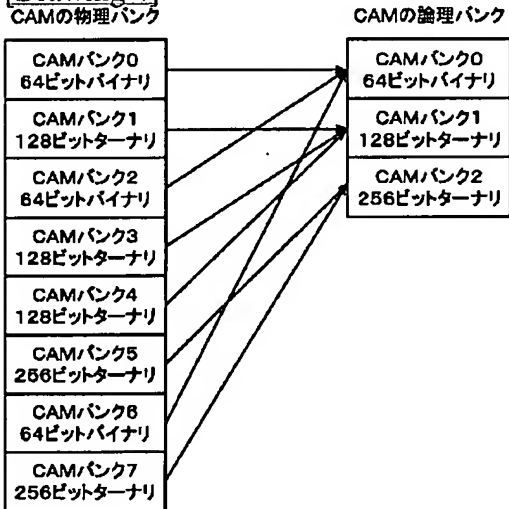 CAMの物理バンク
CAMバンク0
64ビットバイナリ
CAMバンク1
128ビットターナリ
CAMバンク2
64ビットバイナリ
CAMバンク3
128ビットターナリ
CAMバンク4
128ビットターナリ
CAMバンク5
256ビットターナリ
CAMバンク6
64ビットバイナリ
CAMバンク7
256ビットターナリ
CAMの論理バンク
CAMバンク0
64ビットバイナリ
CAMバンク1
128ビットターナリ
CAMバンク2
256ビットターナリ